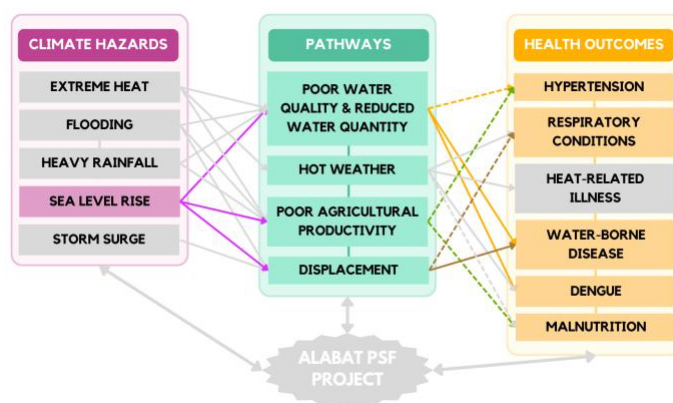 CLIMATE HAZARDS
EXTREME HEAT
FLOODING
HEAVY RAINFALL
SEA LEVEL RISE
STORM SURGE
PATHWAYS
POOR WATER
QUALITY & REDUCED
WATER QUANTITY
HOT WEATHER
POOR AGRICULTURAL
PRODUCTIVITY
DISPLACEMENT
HEALTH OUTCOMES
HYPERTENSION
RESPIRATORY
CONDITIONS
HEAT-RELATED
ILLNESS
WATER-BORNE
DISEASE
DENGUE
MALNUTRITION
ALABAT PSF
PROJECT